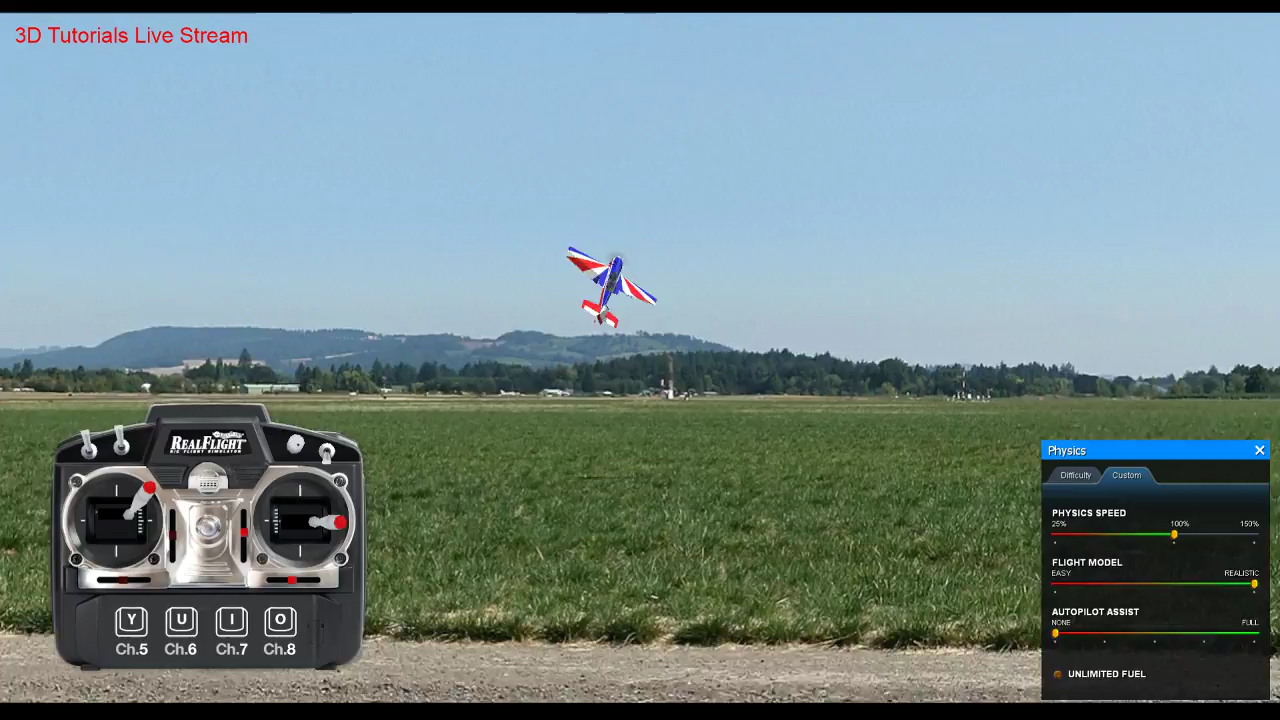 3D Tutorials Live Stream
REALFLIGHT
R/C FLIGHT SIMULATOR
Y U I O
Ch.5 Ch.6 Ch.7 Ch.8
Physics
Difficulty Custom
PHYSICS SPEED
25% 100% 150%
FLIGHT MODEL
EASY REALISTIC
AUTOPILOT ASSIST
NONE FULL
UNLIMITED FUEL